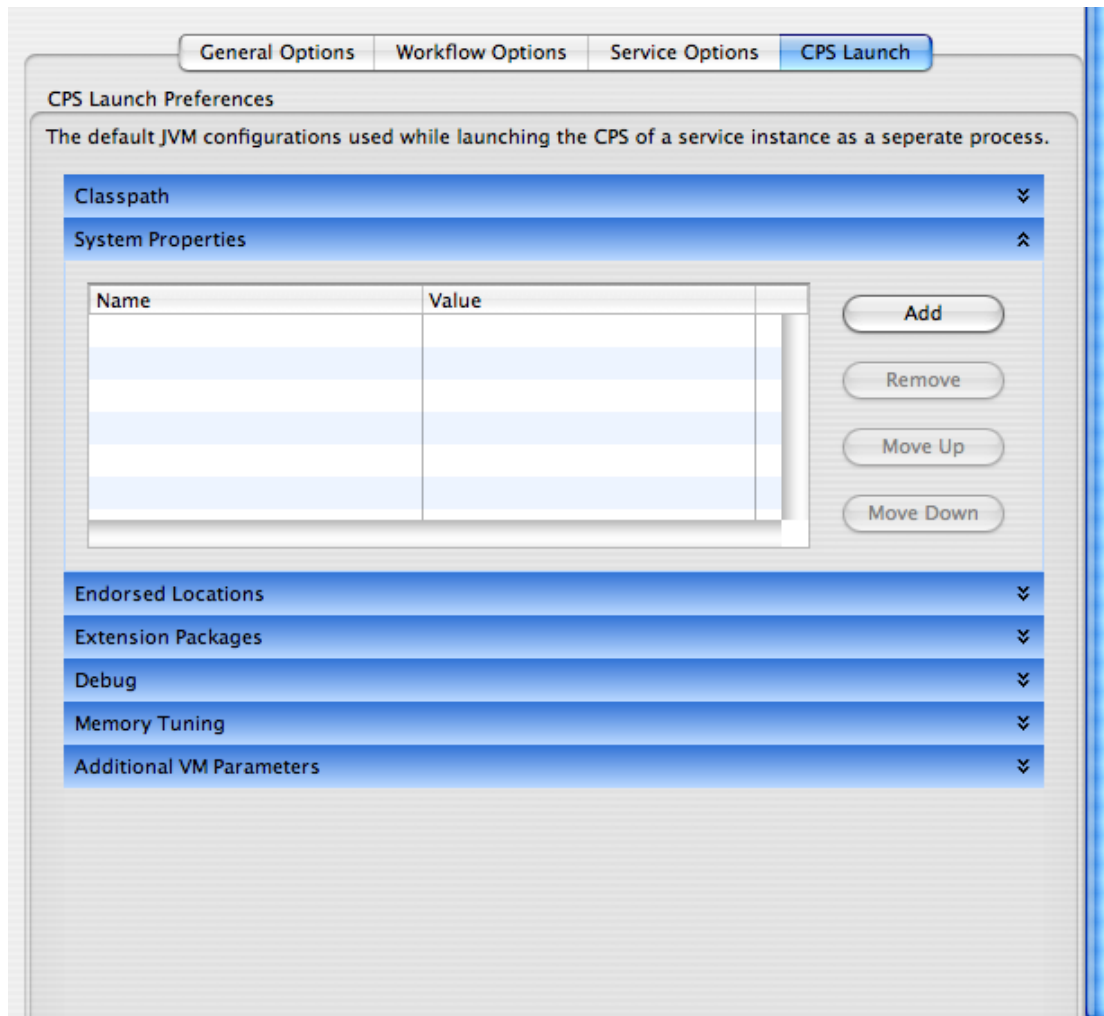 General Options Workflow Options Service Options CPS Launch
CPS Launch Preferences
The default JVM configurations used while launching the CPS of a service instance as a seperate process.
Classpath
System Properties
Name Value
Add
Remove
Move Up
Move Down
Endorsed Locations
Extension Packages
Debug
Memory Tuning
Additional VM Parameters